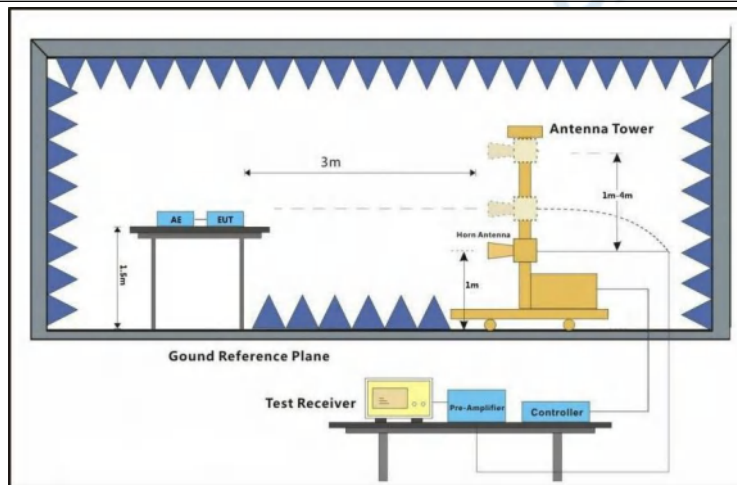 Antenna Tower
3m
1m-4m
AE
EUT
Horn Antenna
1.5m
1m
Gound Reference Plane
Test Receiver
Pre-Amplifier
Controller